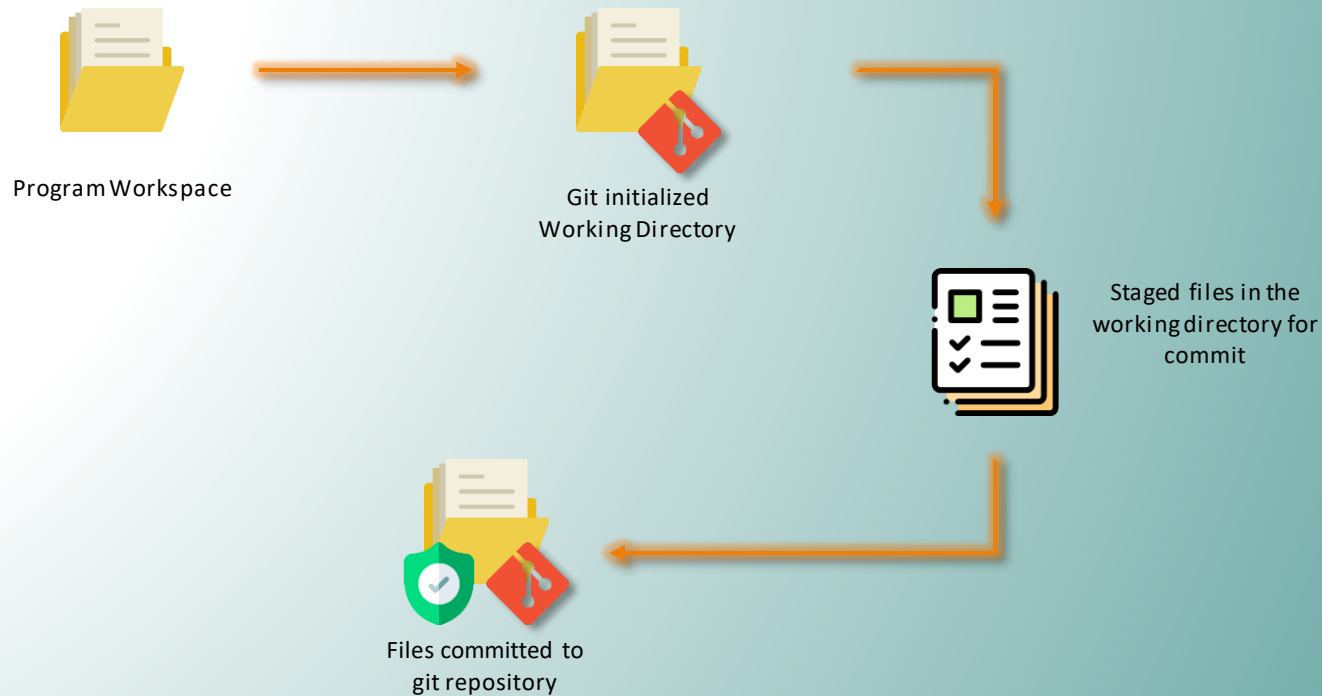 Program Workspace
Git initialized
Working Directory
Staged files in the
working directory for
commit
Files committed to
git repository